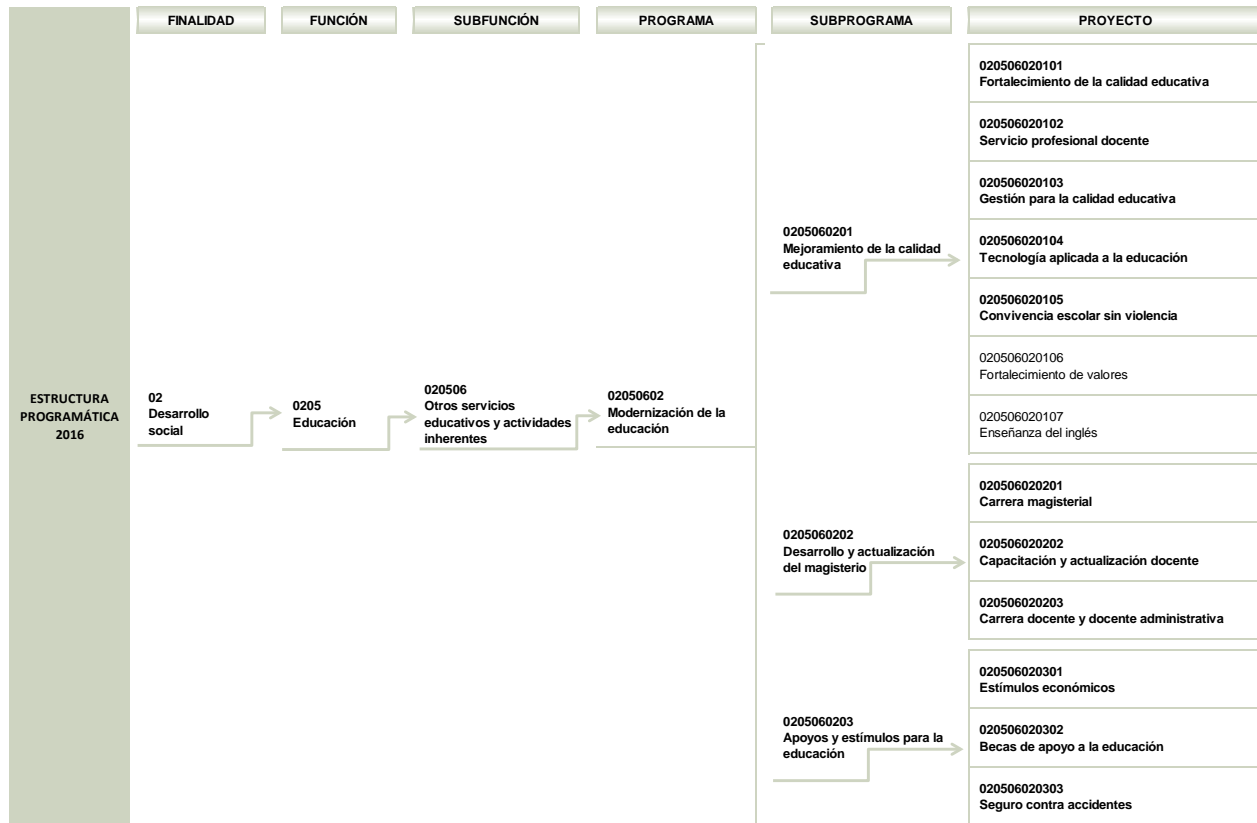 FINALIDAD
FUNCIÓN
SUBFUNCIÓN
PROGRAMA
SUBPROGRAMA
PROYECTO
ESTRUCTURA
PROGRAMÁTICA
2016
02
Desarrollo
social
0205
Educación
020506
Otros servicios
educativos y actividades
inherentes
02050602
Modernización de la
educación
0205060201
Mejoramiento de la calidad
educativa
020506020101
Fortalecimiento de la calidad educativa
020506020102
Servicio profesional docente
020506020103
Gestión para la calidad educativa
020506020104
Tecnología aplicada a la educación
020506020105
Convivencia escolar sin violencia
020506020106
Fortalecimiento de valores
020506020107
Enseñanza del inglés
0205060202
Desarrollo y actualización
del magisterio
020506020201
Carrera magisterial
020506020202
Capacitación y actualización docente
020506020203
Carrera docente y docente administrativa
0205060203
Apoyos y estímulos para la
educación
020506020301
Estímulos económicos
020506020302
Becas de apoyo a la educación
020506020303
Seguro contra accidentes